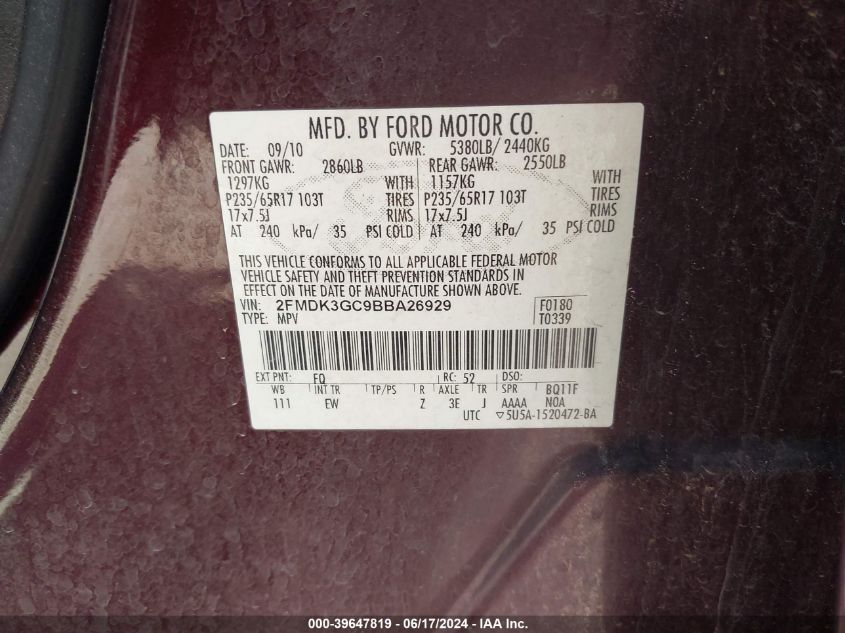 MFD. BY FORD MOTOR CO.
DATE: 09/10 GVWR: 5380LB/ 2440KG
FRONT GAWR: 2860LB REAR GAWR: 2550LB
1297KG WITH 1157KG WITH
P235/65R17 103T TIRES P235/65R17 103T TIRES
17x7.5J RIMS 17x7.5J RIMS
AT 240 kPa/ 35 PSI COLD AT 240 kPa/ 35 PSI COLD
THIS VEHICLE CONFORMS TO ALL APPLICABLE FEDERAL MOTOR
VEHICLE SAFETY AND THEFT PREVENTION STANDARDS IN
EFFECT ON THE DATE OF MANUFACTURE SHOWN ABOVE.
VIN: 2FMDK3GC9BBA26929 F0180
TYPE: MPV T0339
EXT PNT: FQ RC: 52 DSO:
WB INT TR TP/PS R AXLE TR SPR BQ11F
111 EW Z 3E J AAAA N0A
UTC ▽5U5A-1520472-BA
000-39647819 - 06/17/2024 - IAA Inc.